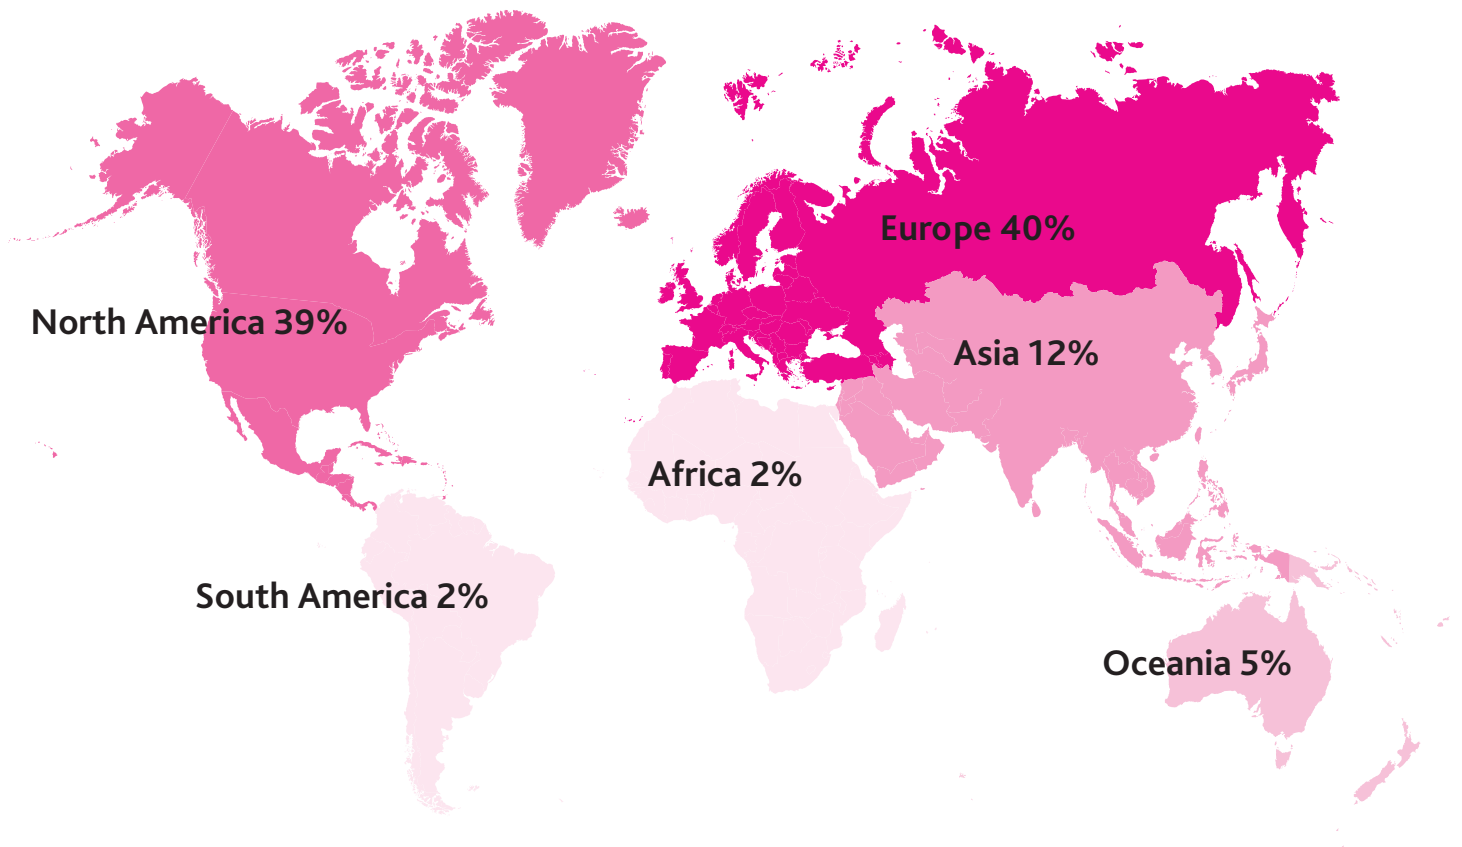 Europe 40%
North America 39%
Asia 12%
Africa 2%
South America 2%
Oceania 5%